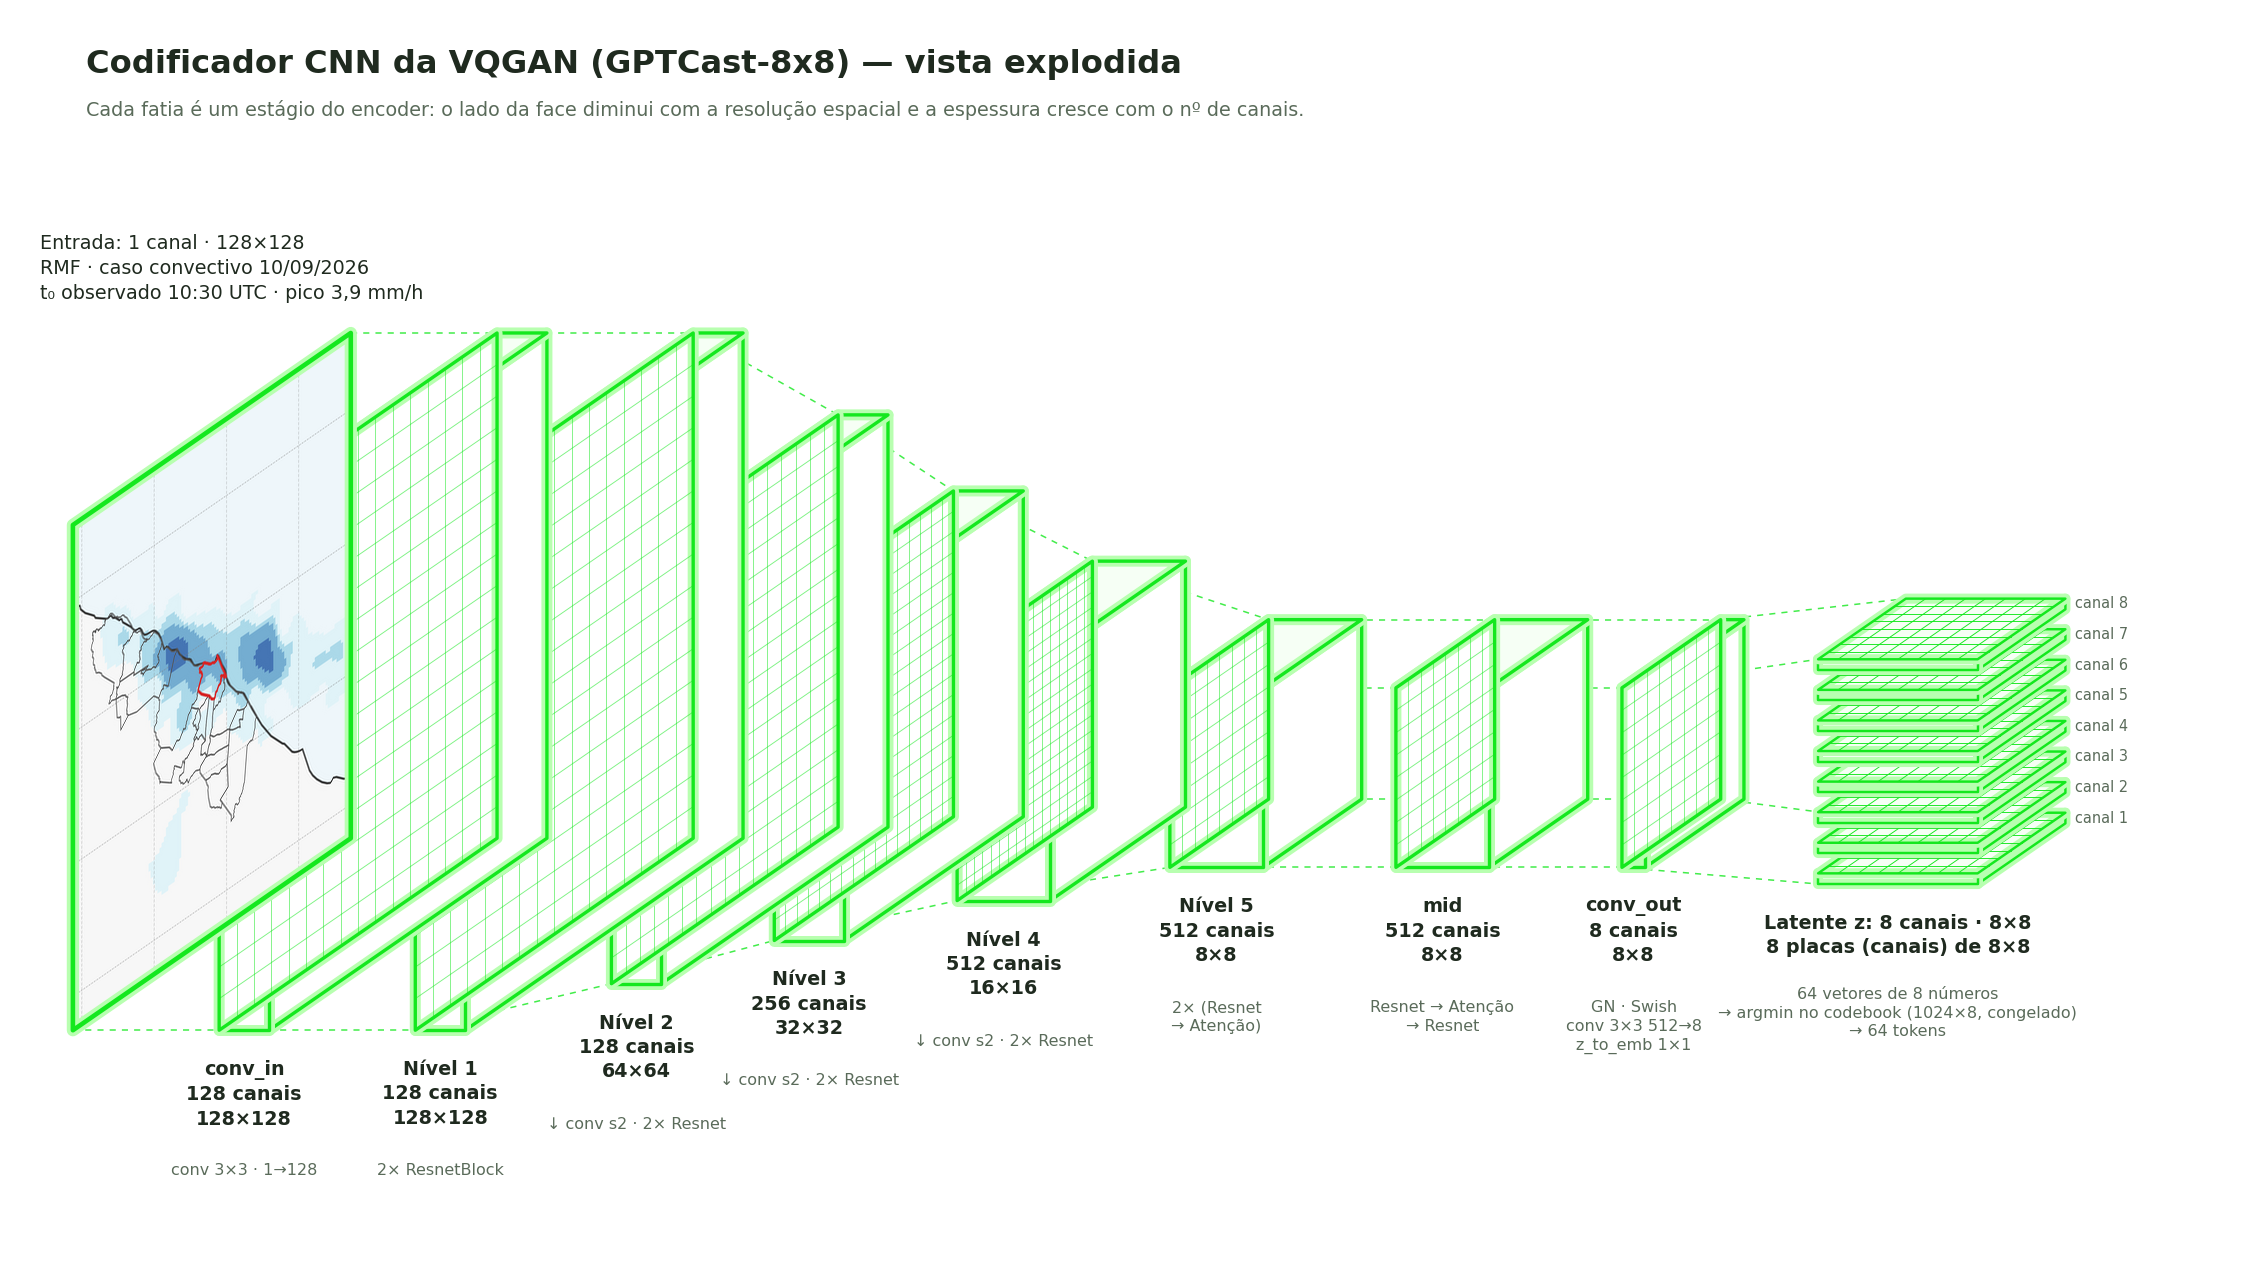 Codificador CNN da VQGAN (GPTCast-8x8) — vista explodida
Cada fatia é um estágio do encoder: o lado da face diminui com a resolução espacial e a espessura cresce com o nº de canais.
Entrada: 1 canal · 128×128
RMF · caso convectivo 10/09/2026
t₀ observado 10:30 UTC · pico 3,9 mm/h
conv_in
128 canais
128×128
conv 3×3 · 1→128
Nível 1
128 canais
128×128
2× ResnetBlock
Nível 2
128 canais
64×64
↓ conv s2 · 2× Resnet
Nível 3
256 canais
32×32
↓ conv s2 · 2× Resnet
Nível 4
512 canais
16×16
↓ conv s2 · 2× Resnet
Nível 5
512 canais
8×8
2× (Resnet
→ Atenção)
mid
512 canais
8×8
Resnet → Atenção
→ Resnet
conv_out
8 canais
8×8
GN · Swish
conv 3×3 512→8
z_to_emb 1×1
canal 8
canal 7
canal 6
canal 5
canal 4
canal 3
canal 2
canal 1
Latente z: 8 canais · 8×8
8 placas (canais) de 8×8
64 vetores de 8 números
→ argmin no codebook (1024×8, congelado)
→ 64 tokens